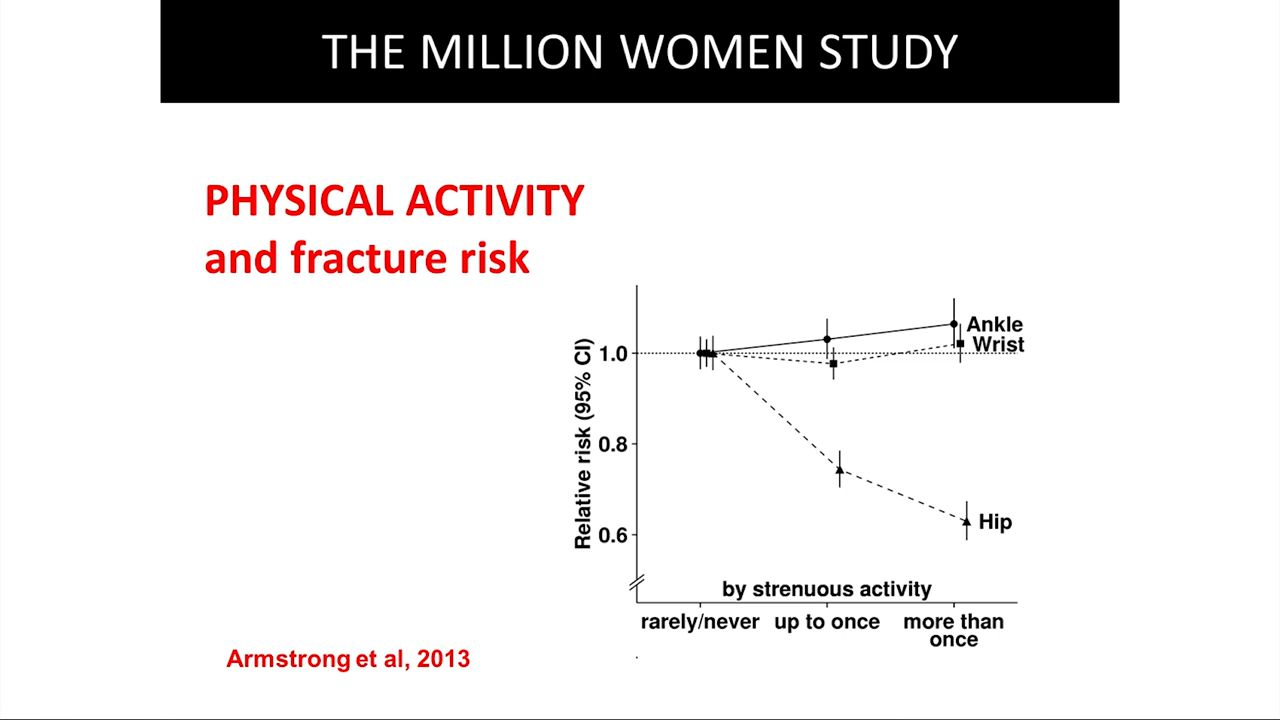 THE MILLION WOMEN STUDY
PHYSICAL ACTIVITY
and fracture risk
Relative risk (95% CI)
1.0
0.8
0.6
Ankle
Wrist
Hip
by strenuous activity
rarely/never
up to once
more than
once
Armstrong et al, 2013